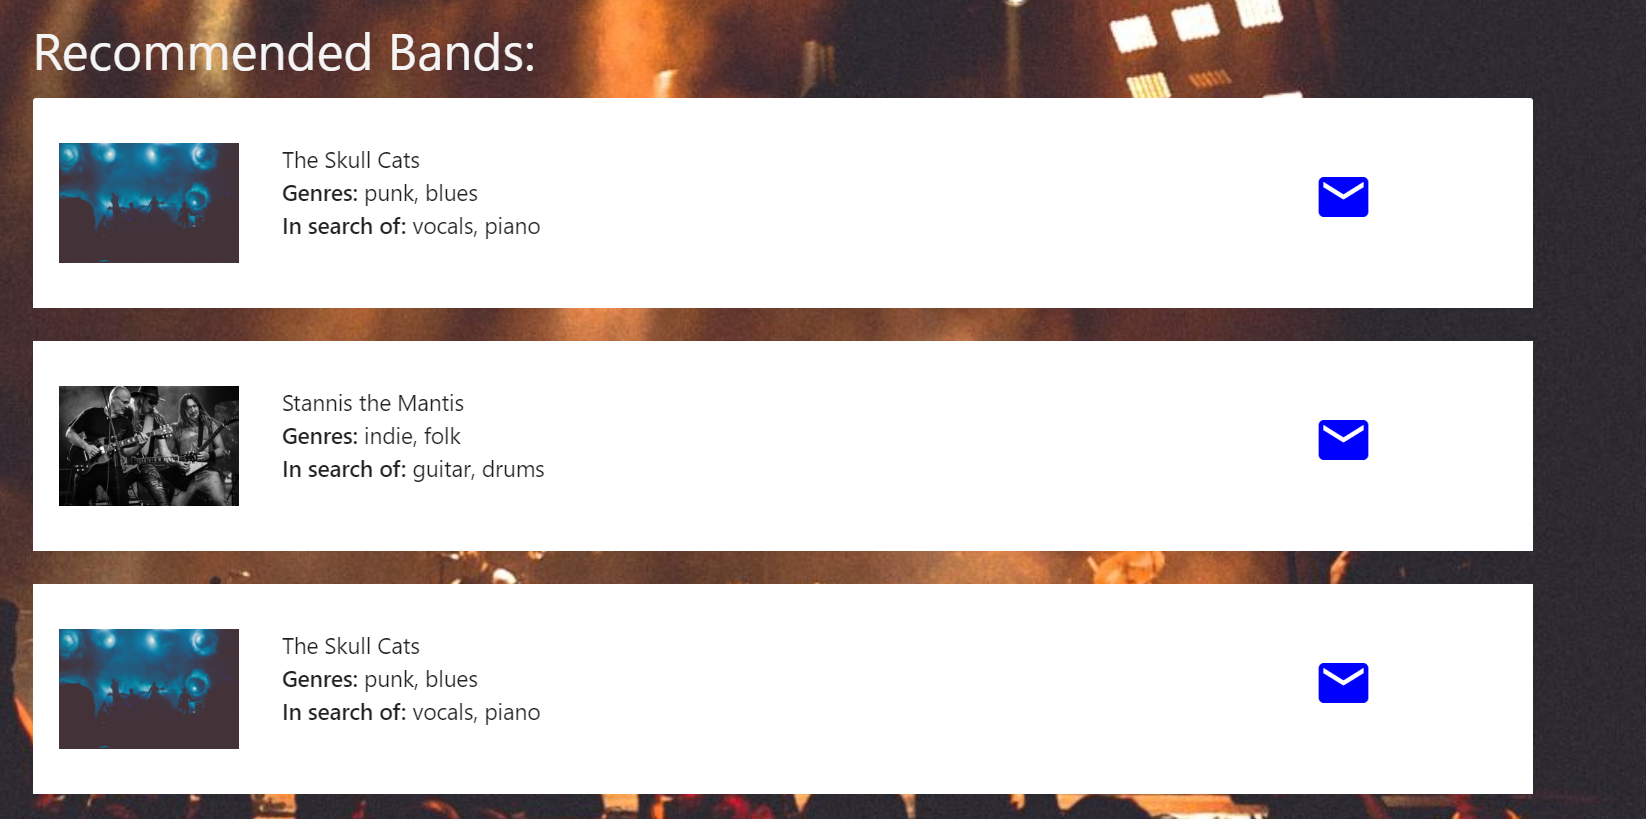 Recommended Bands:
The Skull Cats
Genres: punk, blues
In search of: vocals, piano
Stannis the Mantis
Genres: indie, folk
In search of: guitar, drums
The Skull Cats
Genres: punk, blues
In search of: vocals, piano